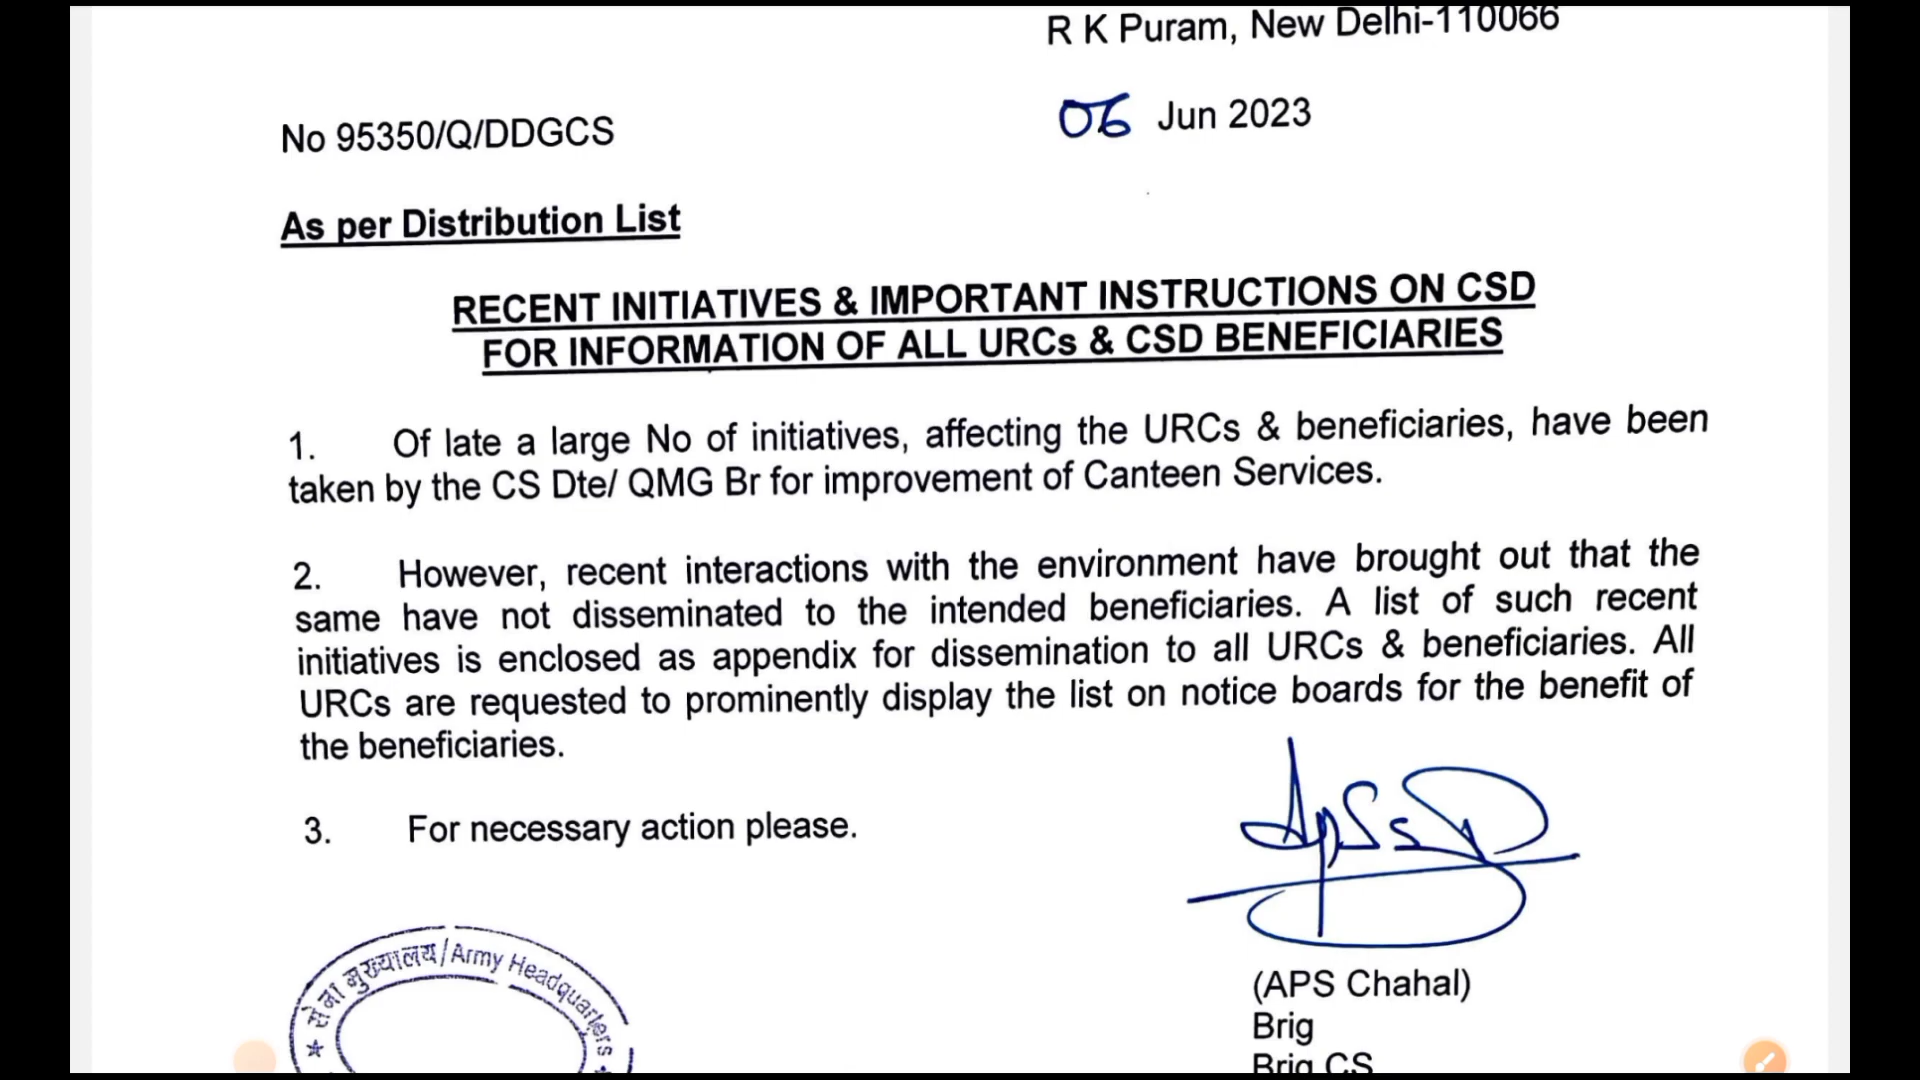 R K Puram, New Delhi-110066
06 Jun 2023
No 95350/Q/DDGCS
As per Distribution List
RECENT INITIATIVES & IMPORTANT INSTRUCTIONS ON CSD
FOR INFORMATION OF ALL URCs & CSD BENEFICIARIES
1. Of late a large No of initiatives, affecting the URCs & beneficiaries, have been
taken by the CS Dte/ QMG Br for improvement of Canteen Services.
2. However, recent interactions with the environment have brought out that the
same have not disseminated to the intended beneficiaries. A list of such recent
initiatives is enclosed as appendix for dissemination to all URCs & beneficiaries. All
URCs are requested to prominently display the list on notice boards for the benefit of
the beneficiaries.
3. For necessary action please.
(APS Chahal)
Brig
Brig CS
सेना मुख्यालय/Army Headquarters